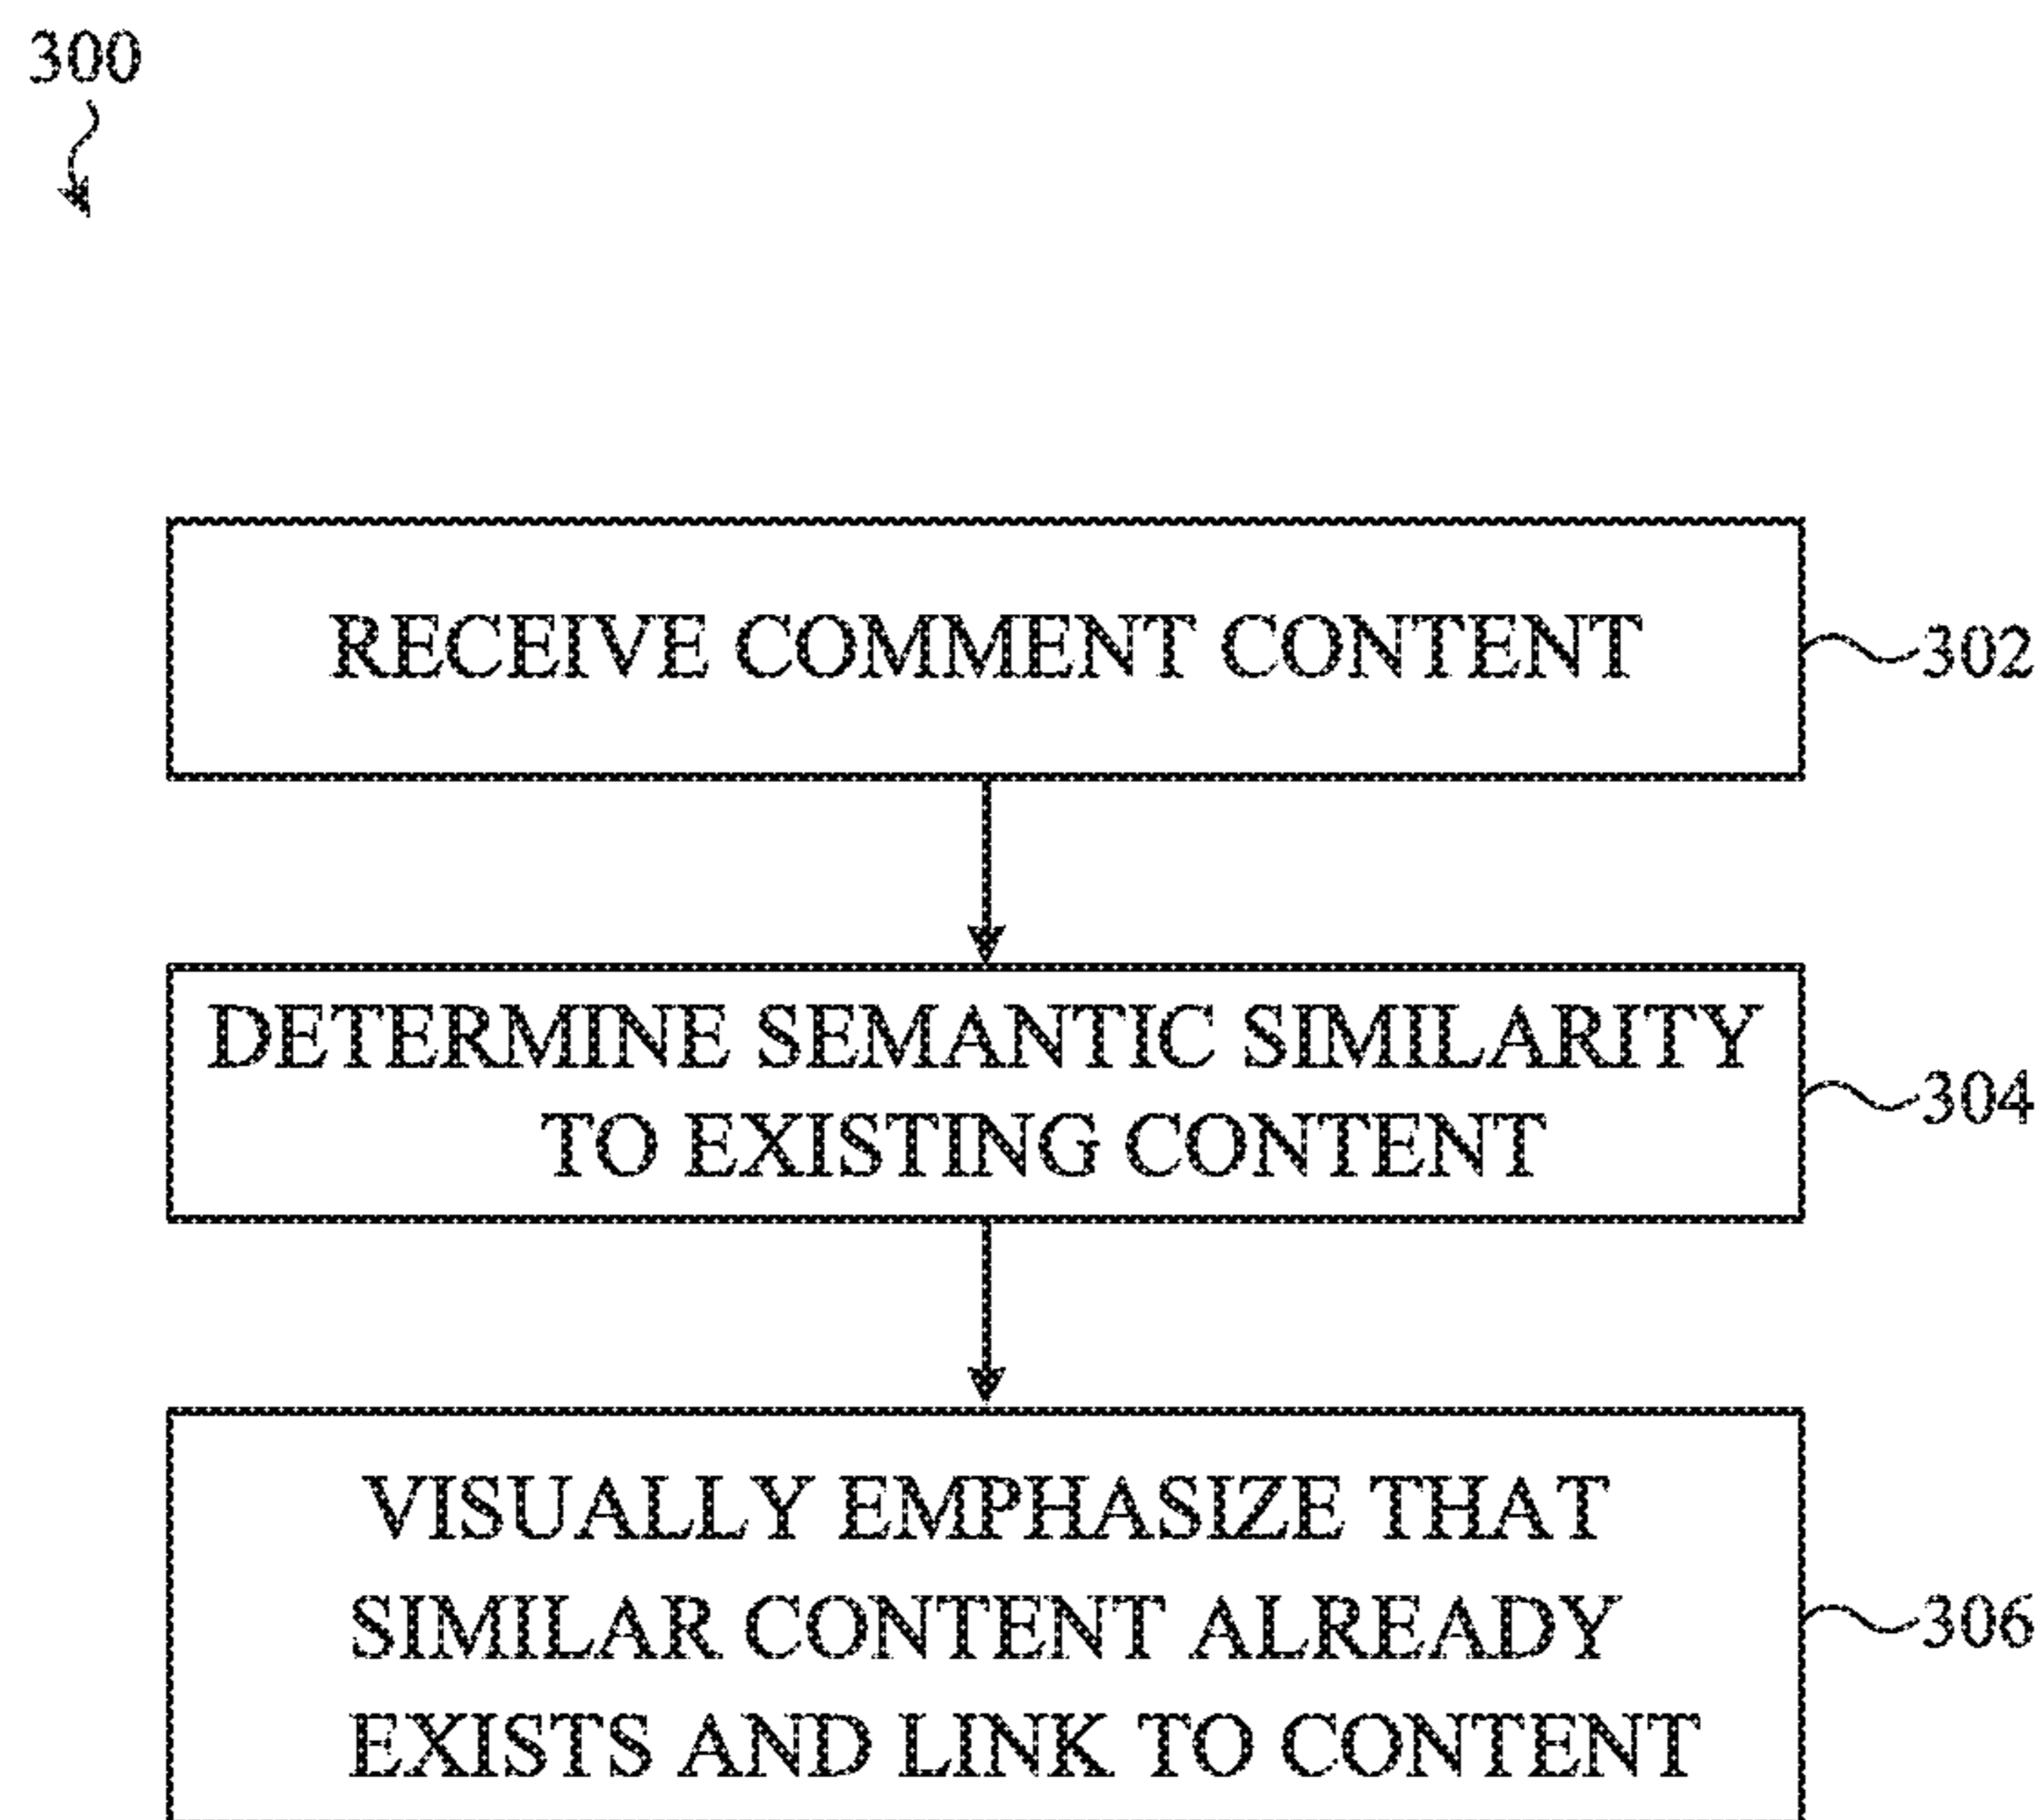 300
RECEIVE COMMENT CONTENT
302
DETERMINE SEMANTIC SIMILARITY
TO EXISTING CONTENT
304
VISUALLY EMPHASIZE THAT
SIMILAR CONTENT ALREADY
EXISTS AND LINK TO CONTENT
306